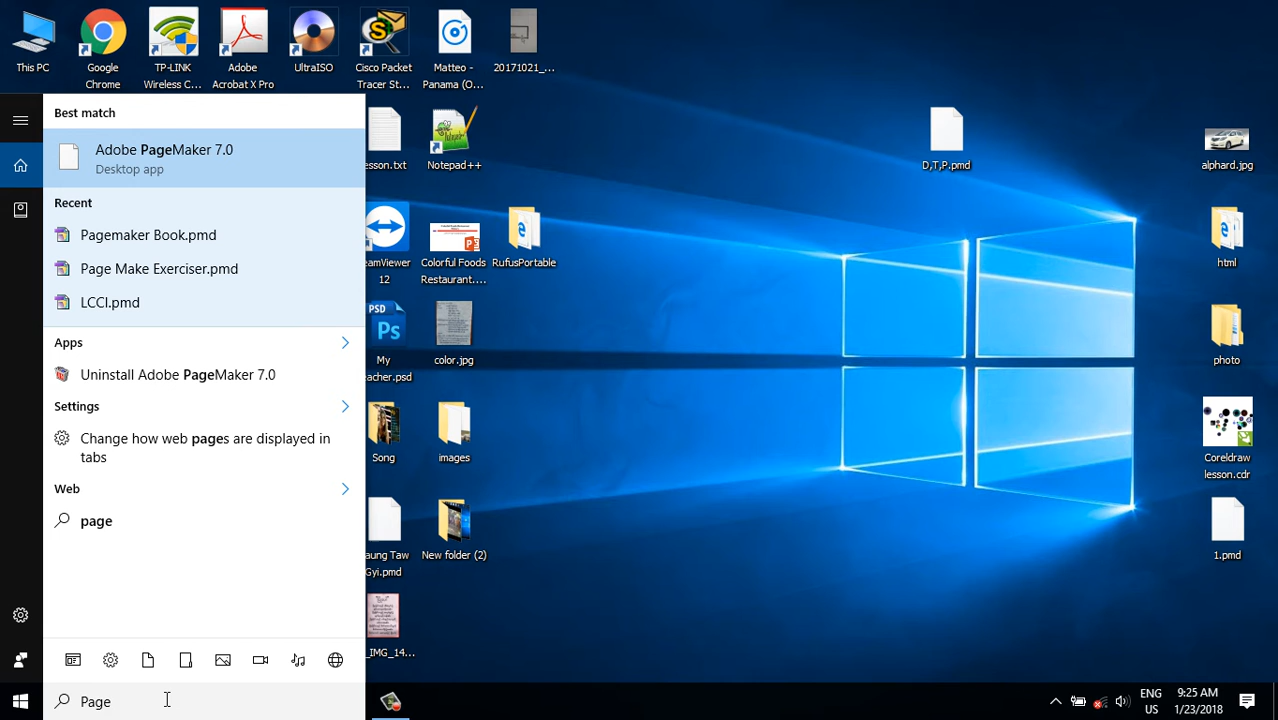 This PC
Google
Chrome
TP-LINK
Wireless C...
Adobe
Acrobat X Pro
UltraISO
Cisco Packet
Tracer St...
Matteo -
Panama (O...
20171021_...
Best match
Adobe PageMaker 7.0
Desktop app
Recent
Pagemaker Book.pmd
Page Make Exerciser.pmd
LCCI.pmd
Apps
Uninstall Adobe PageMaker 7.0
Settings
Change how web pages are displayed in
tabs
Web
page
Page
esson.txt
Notepad++
D,T,P.pmd
alphard.jpg
eamViewer
12
Colorful Foods
Restaurant....
RufusPortable
html
PSD
Ps
My
eacher.psd
color.jpg
photo
Song
images
Coreldraw
lesson.cdr
aung Taw
Gyi.pmd
New folder (2)
1.pmd
_IMG_14...
ENG
US
9:25 AM
1/23/2018